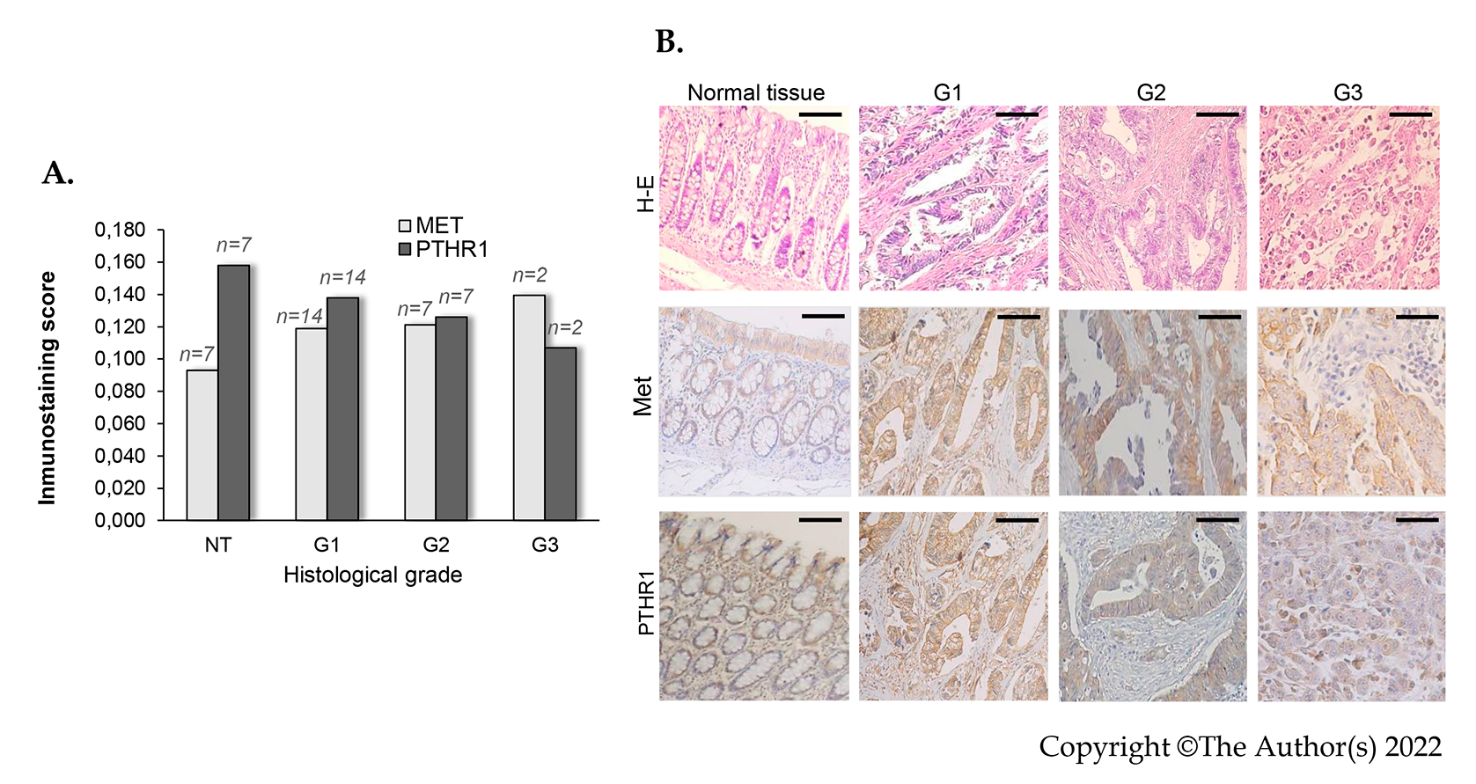 A.
Inmunostaining score
0,180
0,160
0,140
0,120
0,100
0,080
0,060
0,040
0,020
0,000
MET
PTHR1
n=7
n=7
n=14
n=14
n=7
n=7
n=2
n=2
NT G1 G2 G3
Histological grade
B.
Normal tissue G1 G2 G3
H-E
Met
PTHR1
Copyright ©The Author(s) 2022